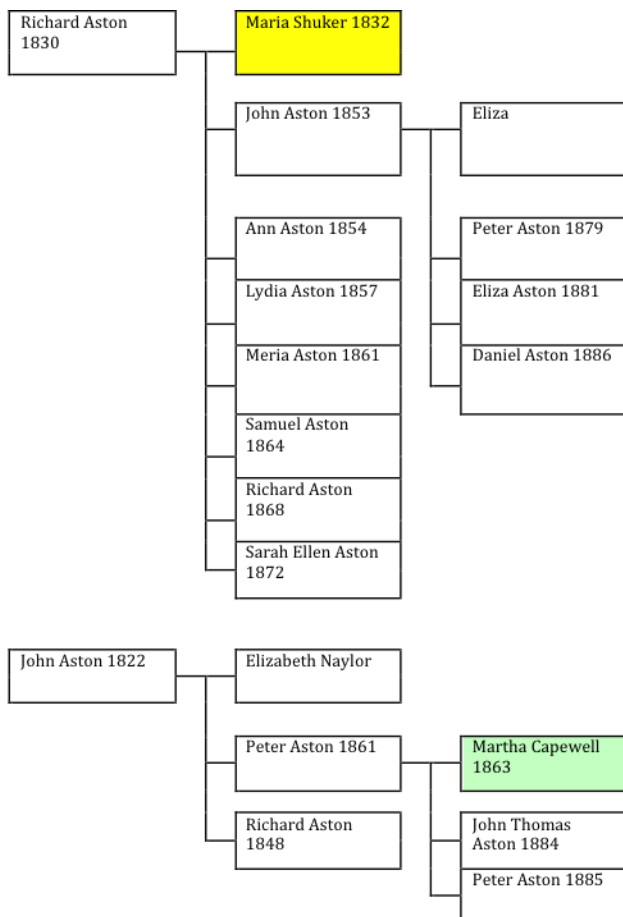 Richard Aston
1830
Maria Shuker 1832
John Aston 1853
Eliza
Ann Aston 1854
Peter Aston 1879
Lydia Aston 1857
Eliza Aston 1881
Meria Aston 1861
Daniel Aston 1886
Samuel Aston
1864
Richard Aston
1868
Sarah Ellen Aston
1872
John Aston 1822
Elizabeth Naylor
Peter Aston 1861
Martha Capewell
1863
Richard Aston
1848
John Thomas
Aston 1884
Peter Aston 1885